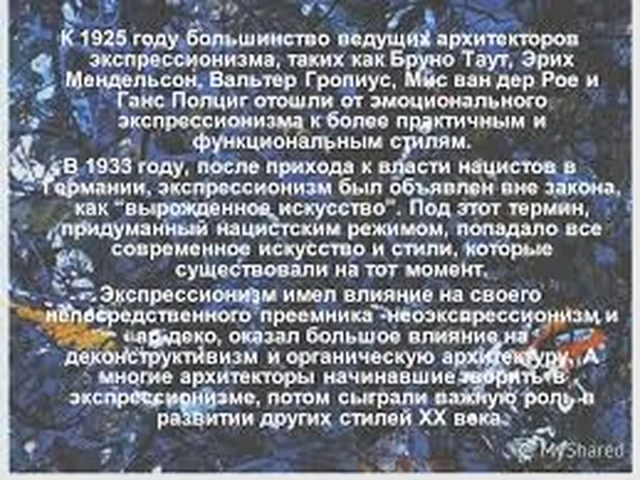 К 1925 году большинство ведущих архитекторов
экспрессионизма, таких как Бруно Таут, Эрих
Мендельсон, Вальтер Гропиус, Мис ван дер Рое и
Ганс Полциг отошли от эмоционального
экспрессионизма к более практичным и
функциональным стилям.
В 1933 году, после прихода к власти нацистов в
Германии, экспрессионизм был объявлен вне закона,
как "вырожденное искусство". Под этот термин,
придуманный нацистским режимом, попадало все
современное искусство и стили, которые
существовали на тот момент.
Экспрессионизм имел влияние на своего
непосредственного преемника -неоэкспрессионизм и
ар-деко, оказал большое влияние на
деконструктивизм и органическую архитектуру. А
многие архитекторы начинавшие творить в
экспрессионизме, потом сыграли важную роль в
развитии других стилей XX века.
MyShared